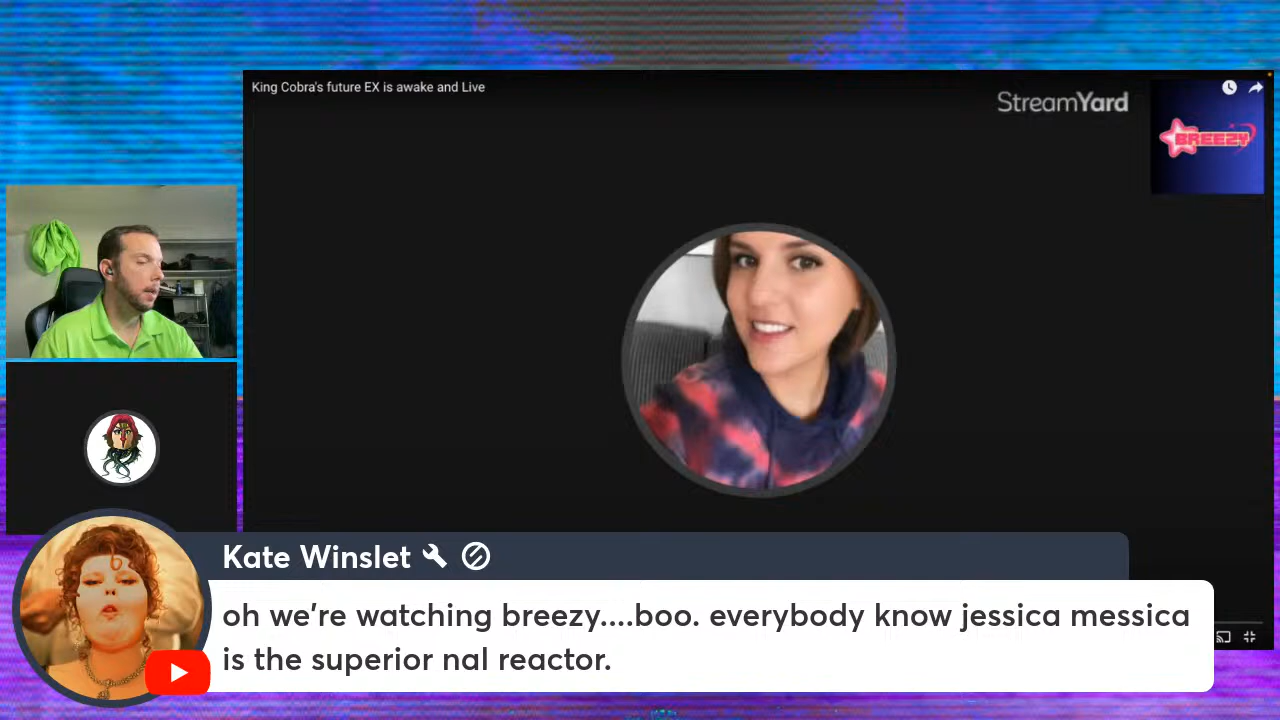 King Cobra's future EX is awake and Live
StreamYard
BREEZY
Kate Winslet
oh we're watching breezy....boo. everybody know jessica messica
is the superior nal reactor.